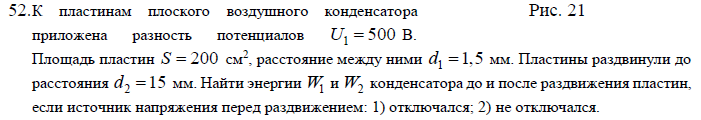 52. К пластинам плоского воздушного конденсатора Рис. 21
приложена разность потенциалов U₁ = 500 В.
Площадь пластин S = 200 см², расстояние между ними d₁ = 1,5 мм. Пластины раздвинули до
расстояния d₂ = 15 мм. Найти энергии W₁ и W₂ конденсатора до и после раздвижения пластин,
если источник напряжения перед раздвижением: 1) отключался; 2) не отключался.